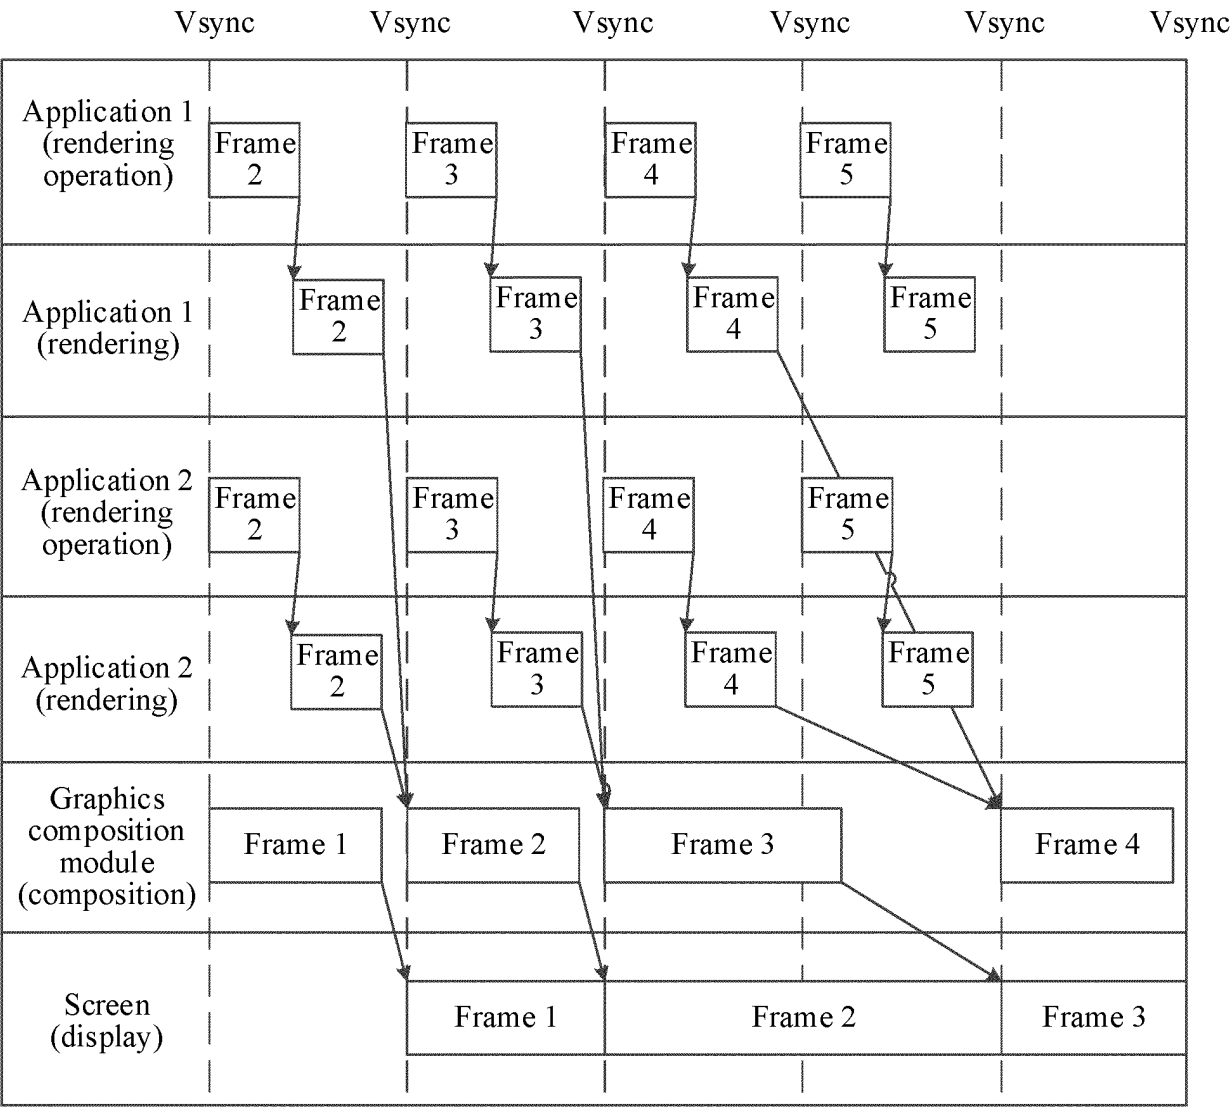 Vsync Vsync Vsync Vsync Vsync Vsync
Application 1
(rendering
operation)
Frame
2
Frame
3
Frame
4
Frame
5
Application 1
(rendering)
Frame
2
Frame
3
Frame
4
Frame
5
Application 2
(rendering
operation)
Frame
2
Frame
3
Frame
4
Frame
5
Application 2
(rendering)
Frame
2
Frame
3
Frame
4
Frame
5
Graphics
composition
module
(composition)
Frame 1
Frame 2
Frame 3
Frame 4
Screen
(display)
Frame 1
Frame 2
Frame 3